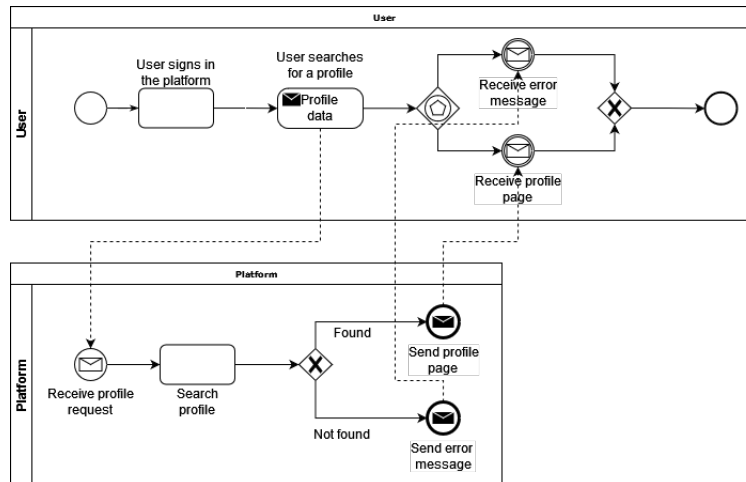 User
User
User signs in
the platform
User searches
for a profile
Profile
data
Receive error
message
Receive profile
page
Platform
Platform
Receive profile
request
Search
profile
Found
Not found
Send profile
page
Send error
message